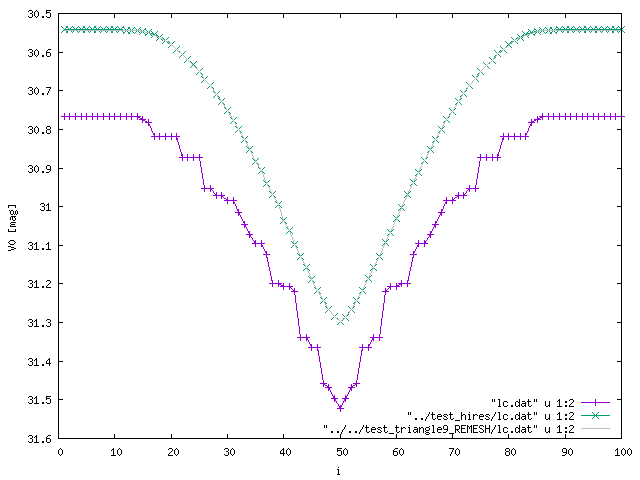 30.5
30.6
30.7
30.8
30.9
31
31.1
31.2
31.3
31.4
31.5
31.6
VO [mag]
0 10 20 30 40 50 60 70 80 90 100
i
"lc.dat" u 1:2
"../test_hires/lc.dat" u 1:2
"../../test_triangle9_REMESH/lc.dat" u 1:2